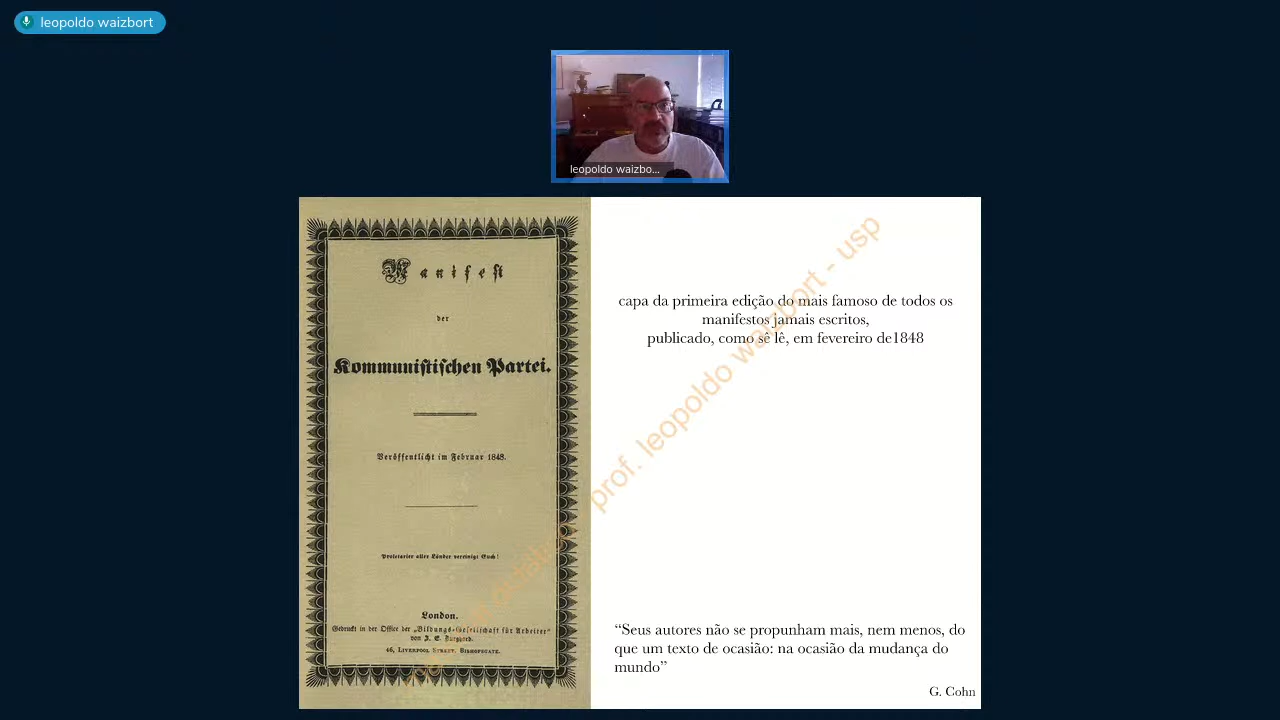 leopoldo waizbort
leopoldo waizbo...
Manifest
der
Kommunistischen Partei.
Veröffentlicht im Februar 1848.
Proletarier aller Länder vereinigt Euch!
London.
Gedruckt in der Office der „Bildungs-Gesellschaft für Arbeiter“
von J. E. Burghard.
46, LIVERPOOL STREET, BISHOPSGATE.
capa da primeira edição do mais famoso de todos os
manifestos jamais escritos,
publicado, como sê lê, em fevereiro de1848
“Seus autores não se propunham mais, nem menos, do
que um texto de ocasião: na ocasião da mudança do
mundo”
G. Cohn
prof. leopoldo waizbort - usp